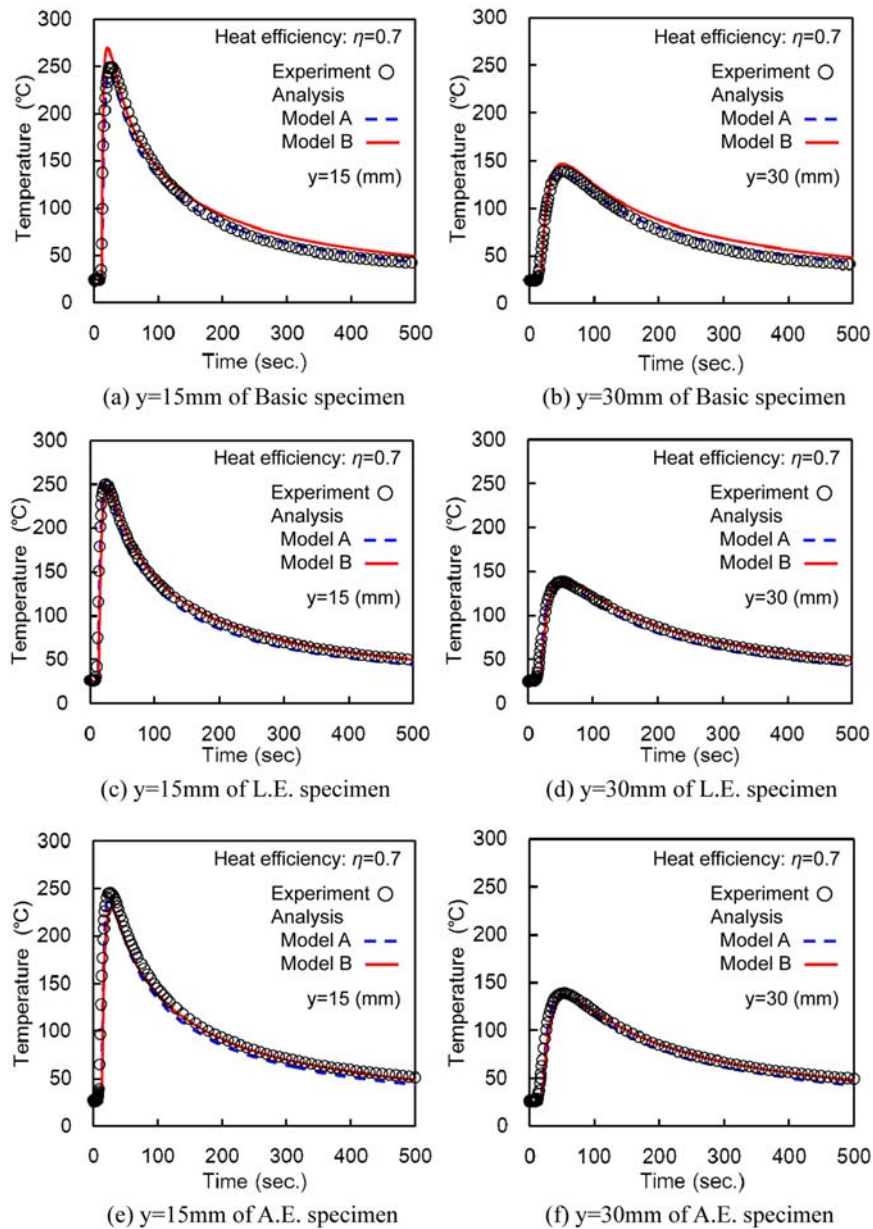 300
250
200
150
100
50
0
Temperature (°C)
Heat efficiency: η=0.7
Experiment
Analysis
Model A
Model B
y=15 (mm)
0 100 200 300 400 500
Time (sec.)
(a) y=15mm of Basic specimen
300
250
200
150
100
50
0
Temperature (°C)
Heat efficiency: η=0.7
Experiment
Analysis
Model A
Model B
y=30 (mm)
0 100 200 300 400 500
Time (sec.)
(b) y=30mm of Basic specimen
300
250
200
150
100
50
0
Temperature (°C)
Heat efficiency: η=0.7
Experiment
Analysis
Model A
Model B
y=15 (mm)
0 100 200 300 400 500
Time (sec)
(c) y=15mm of L.E. specimen
300
250
200
150
100
50
0
Temperature (°C)
Heat efficiency: η=0.7
Experiment
Analysis
Model A
Model B
y=30 (mm)
0 100 200 300 400 500
Time (sec.)
(d) y=30mm of L.E. specimen
300
250
200
150
100
50
0
Temperature (°C)
Heat efficiency: η=0.7
Experiment
Analysis
Model A
Model B
y=15 (mm)
0 100 200 300 400 500
Time (sec.)
(e) y=15mm of A.E. specimen
300
250
200
150
100
50
0
Temperature (°C)
Heat efficiency: η=0.7
Experiment
Analysis
Model A
Model B
y=30 (mm)
0 100 200 300 400 500
Time (sec.)
(f) y=30mm of A.E. specimen